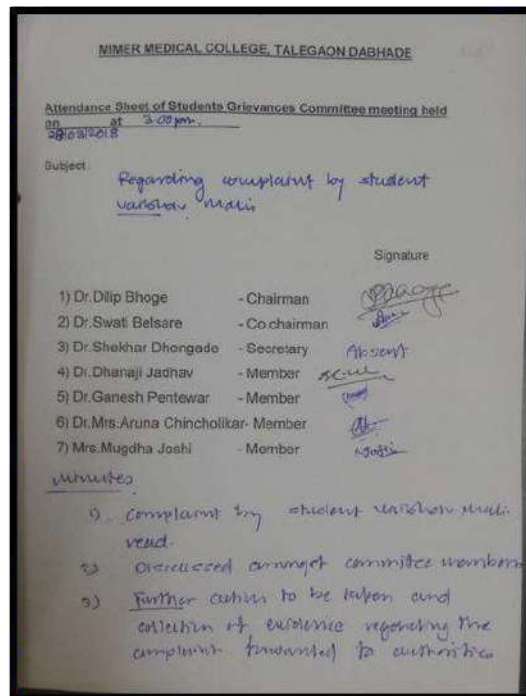 MIMER MEDICAL COLLEGE, TALEGAON DABHADE
Attendance Sheet of Students Grievances Committee meeting held
on at 3.00 pm.
28/03/2018
Subject:
Regarding complaint by student
Signature
1) Dr.Dilip Bhoge - Chairman
2) Dr.Swati Belsare - Co chairman
3) Dr.Shekhar Dhongade - Secretary Absent
4) Dr.Dhanaji Jadhav - Member
5) Dr.Ganesh Pentewar - Member
6) Dr.Mrs.Aruna Chincholikar- Member
7) Mrs.Mugdha Joshi - Member
Minutes
1) Complaint by student
read.
2) Discussed amongst committee members
3) Further action to be taken and
collection of evidence regarding the
complaint forwarded to authorities